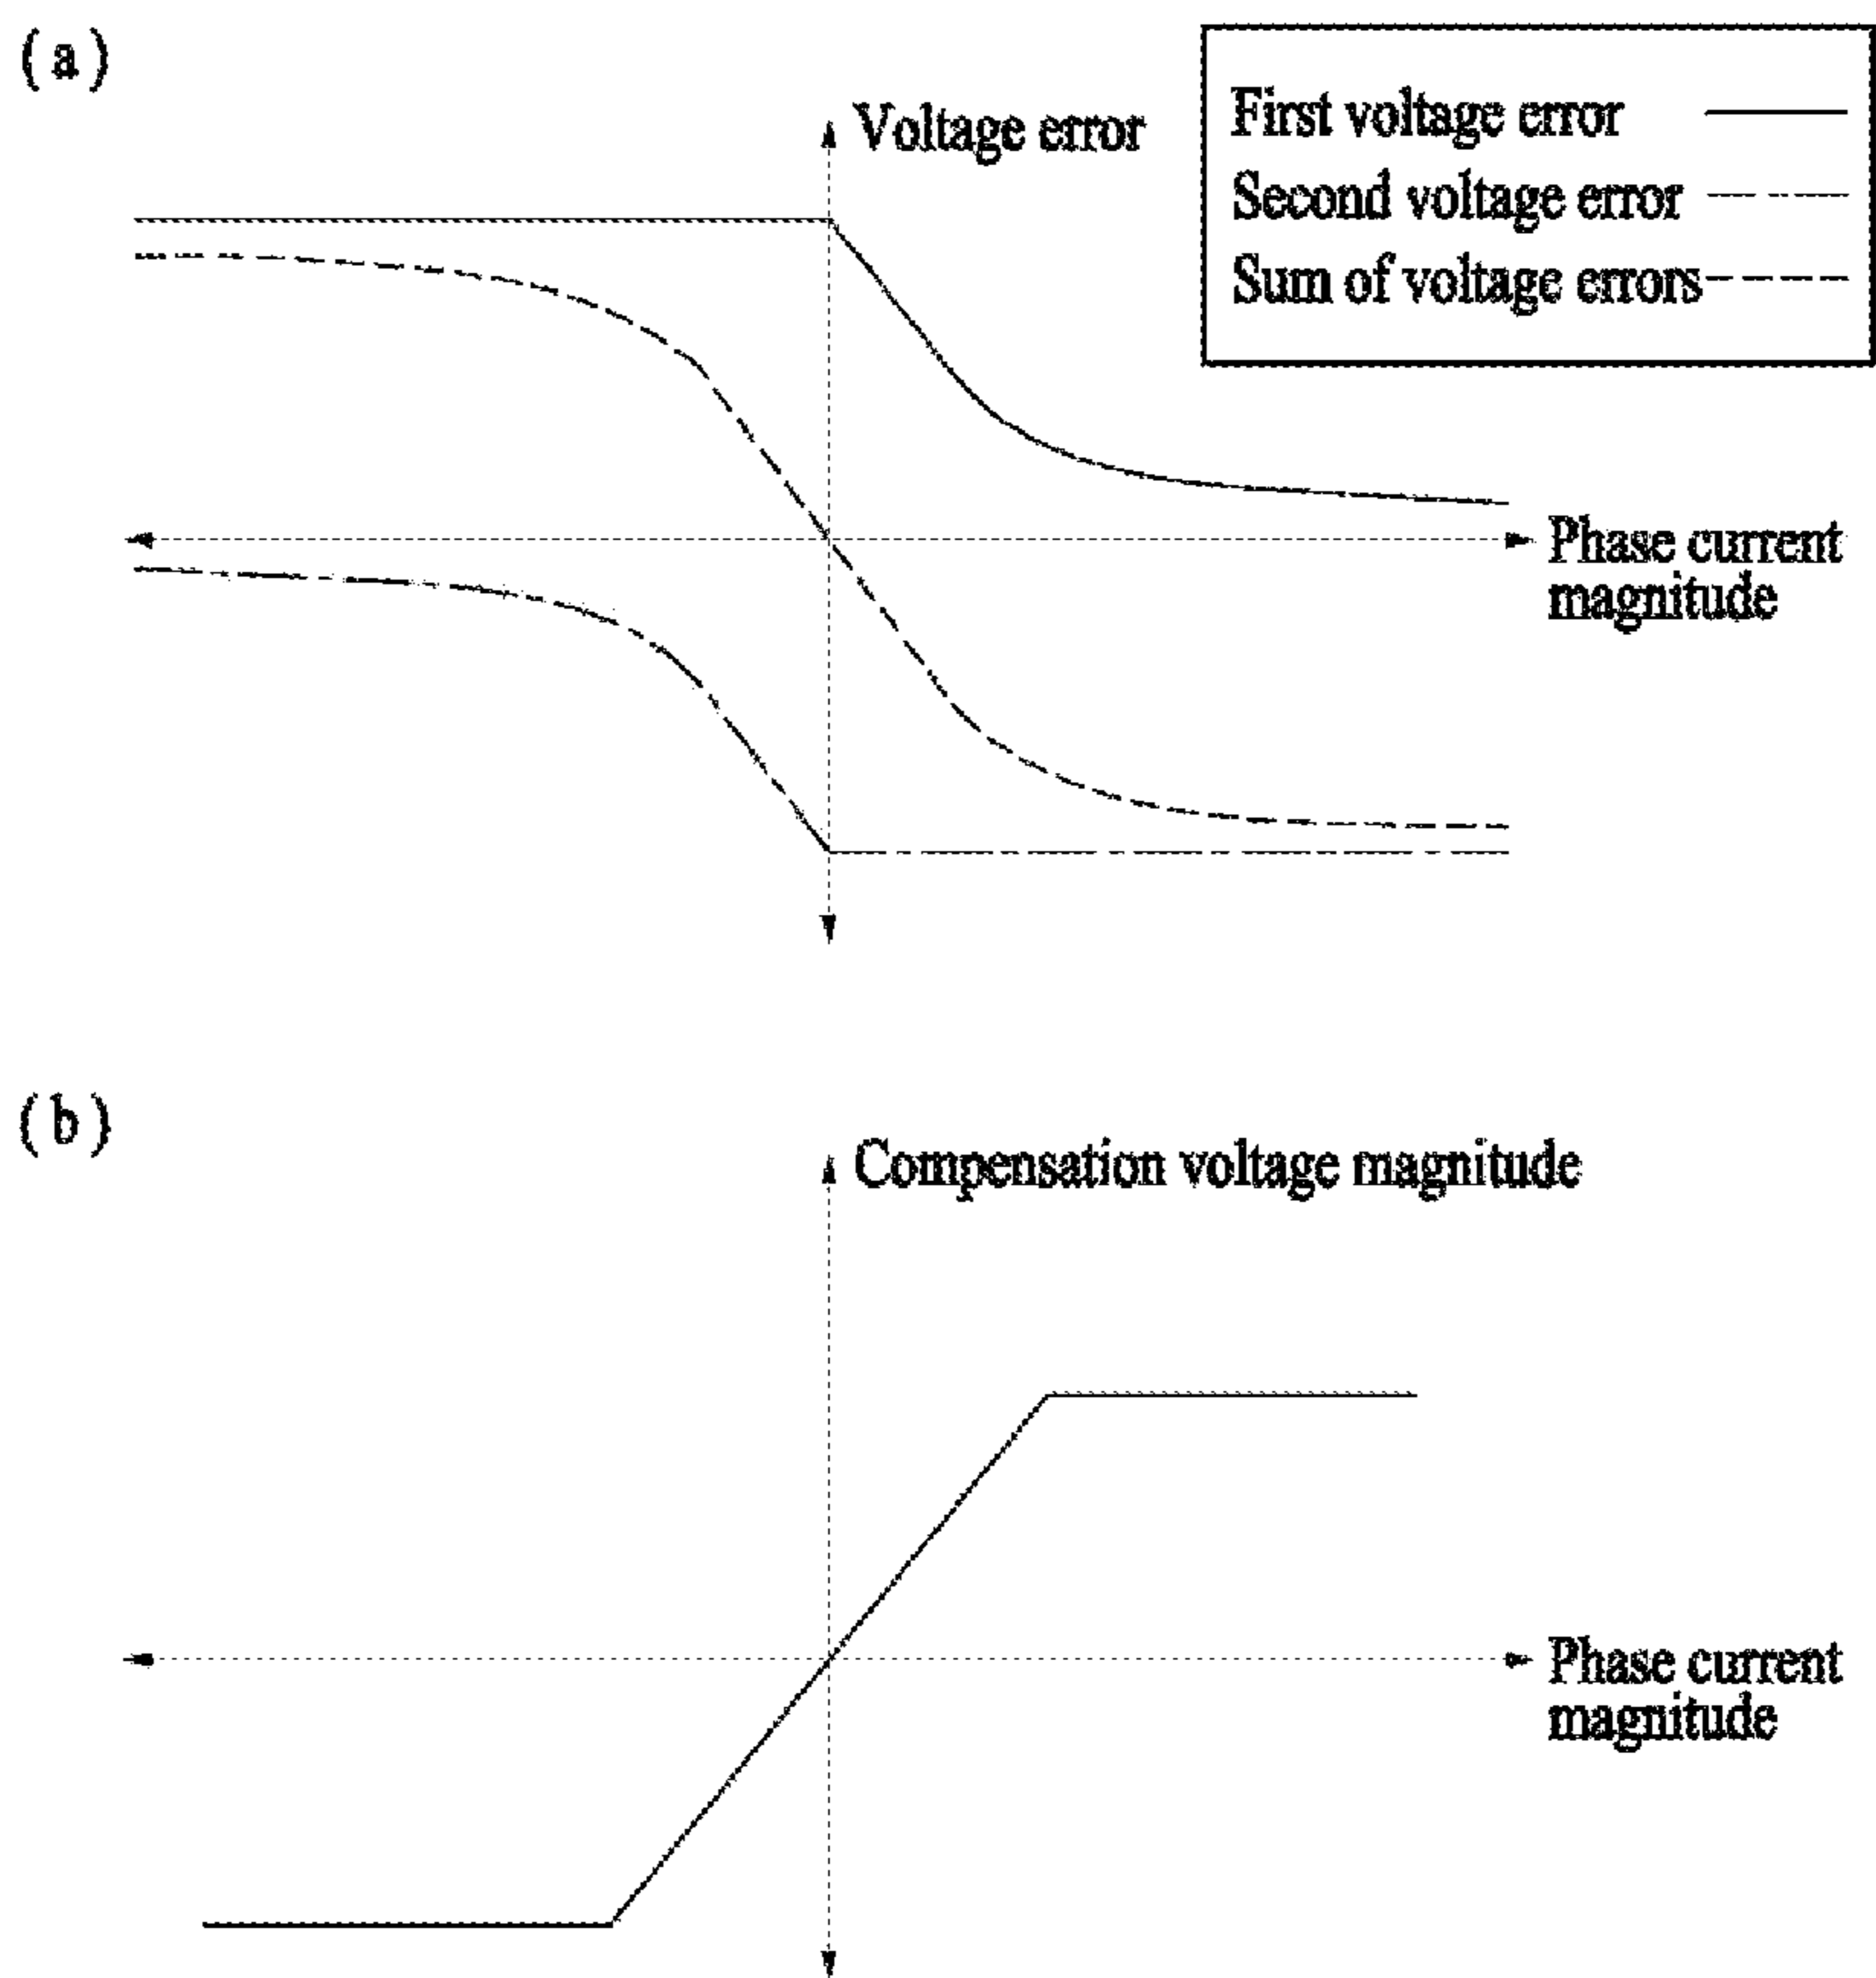 (a)
Voltage error
First voltage error
Second voltage error
Sum of voltage errors
Phase current
magnitude
(b)
Compensation voltage magnitude
Phase current
magnitude